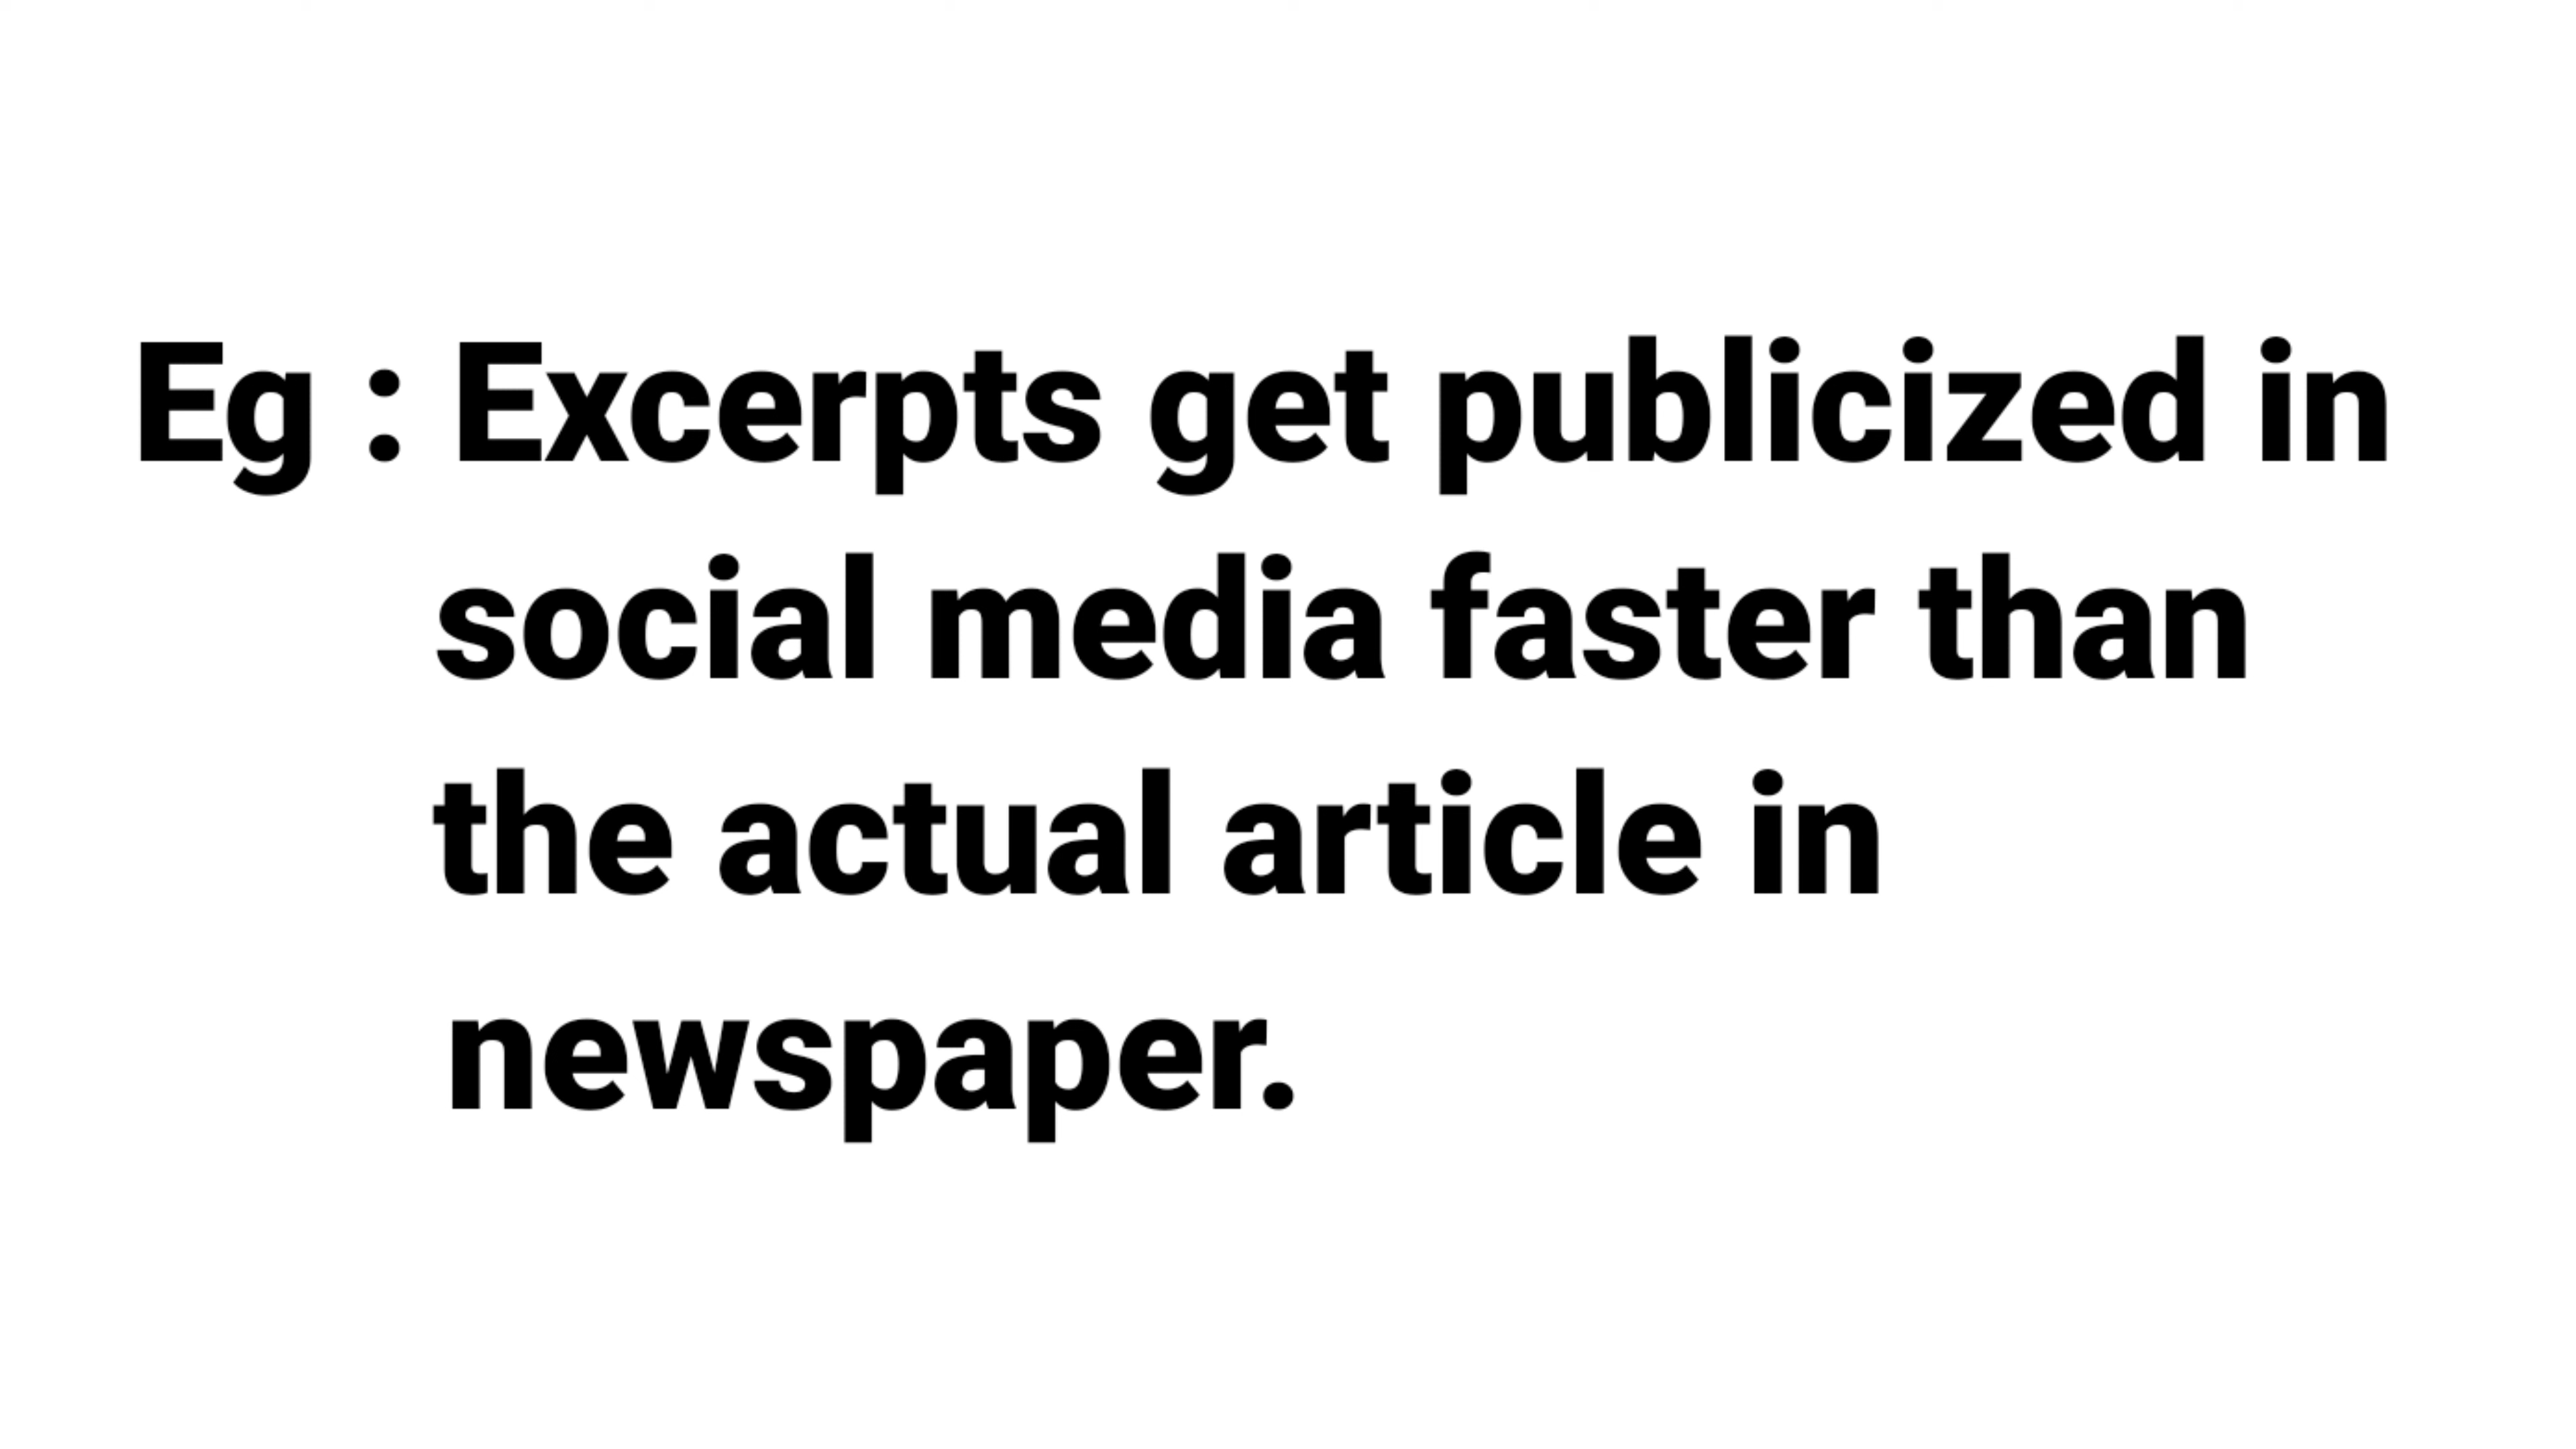 Eg : Excerpts get publicized in
social media faster than
the actual article in
newspaper.